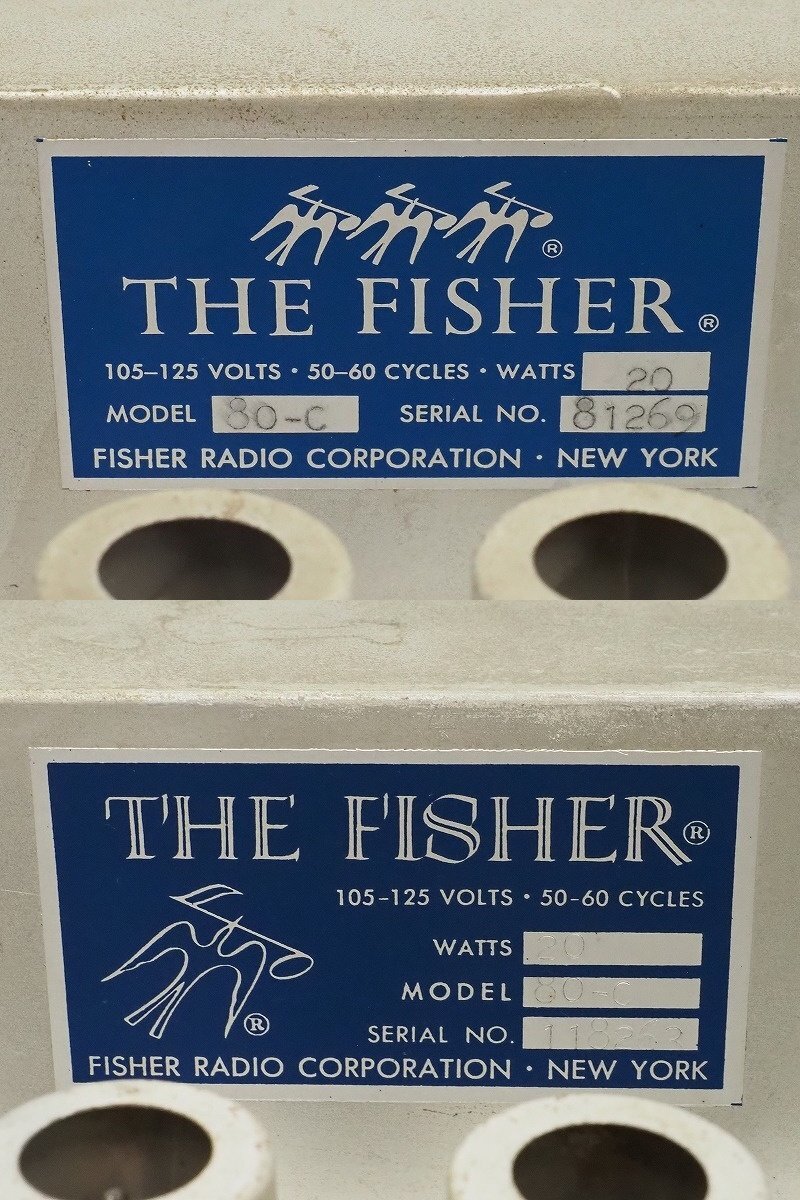 ®
THE FISHER®
105–125 VOLTS · 50–60 CYCLES · WATTS 20
MODEL 80-C SERIAL NO. 81269
FISHER RADIO CORPORATION · NEW YORK
THE FISHER®
105-125 VOLTS · 50-60 CYCLES
WATTS 20
MODEL 80-C
®
SERIAL NO. 118263
FISHER RADIO CORPORATION · NEW YORK